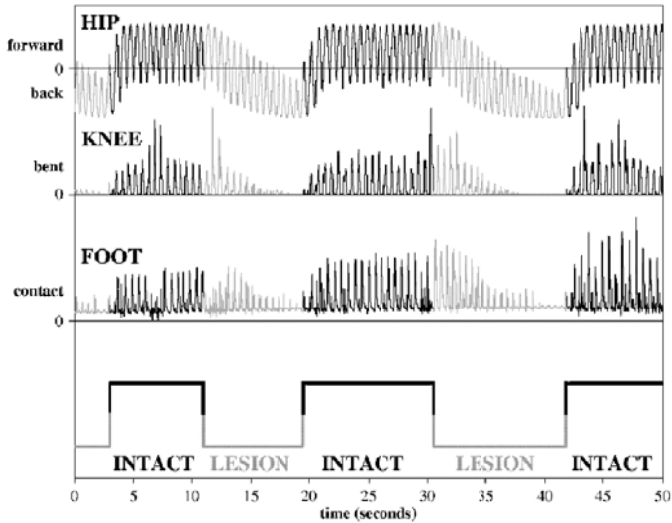 HIP
forward
0
back
KNEE
bent
0
FOOT
contact
0
INTACT LESION INTACT LESION INTACT
0 5 10 15 20 25 30 35 40 45 50
time (seconds)